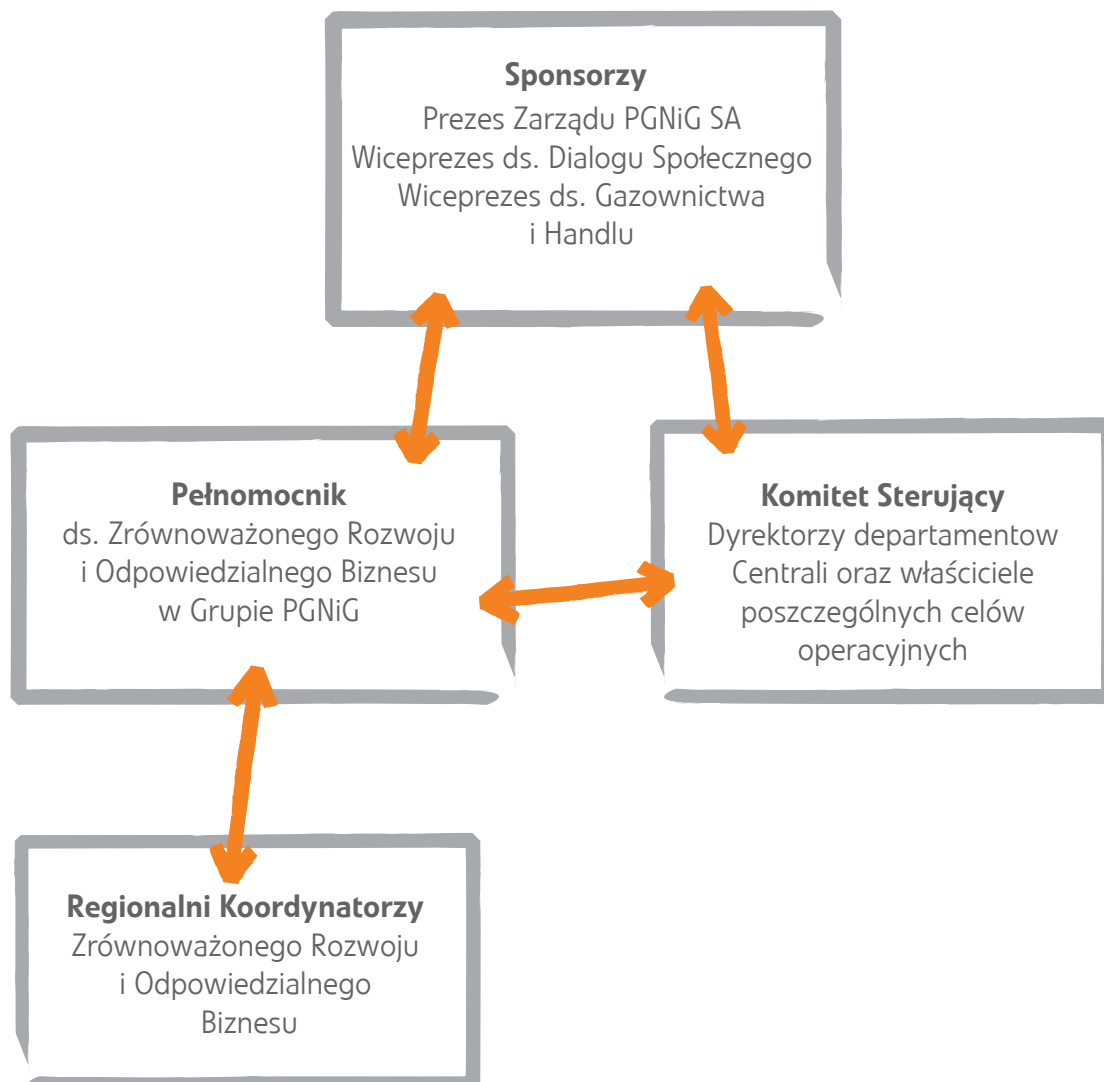 Sponsorzy
Prezes Zarządu PGNiG SA
Wiceprezes ds. Dialogu Społecznego
Wiceprezes ds. Gazownictwa
i Handlu
Pełnomocnik
ds. Zrównoważonego Rozwoju
i Odpowiedzialnego Biznesu
w Grupie PGNiG
Komitet Sterujący
Dyrektorzy departamentow
Centrali oraz właściciele
poszczególnych celów
operacyjnych
Regionalni Koordynatorzy
Zrównoważonego Rozwoju
i Odpowiedzialnego
Biznesu